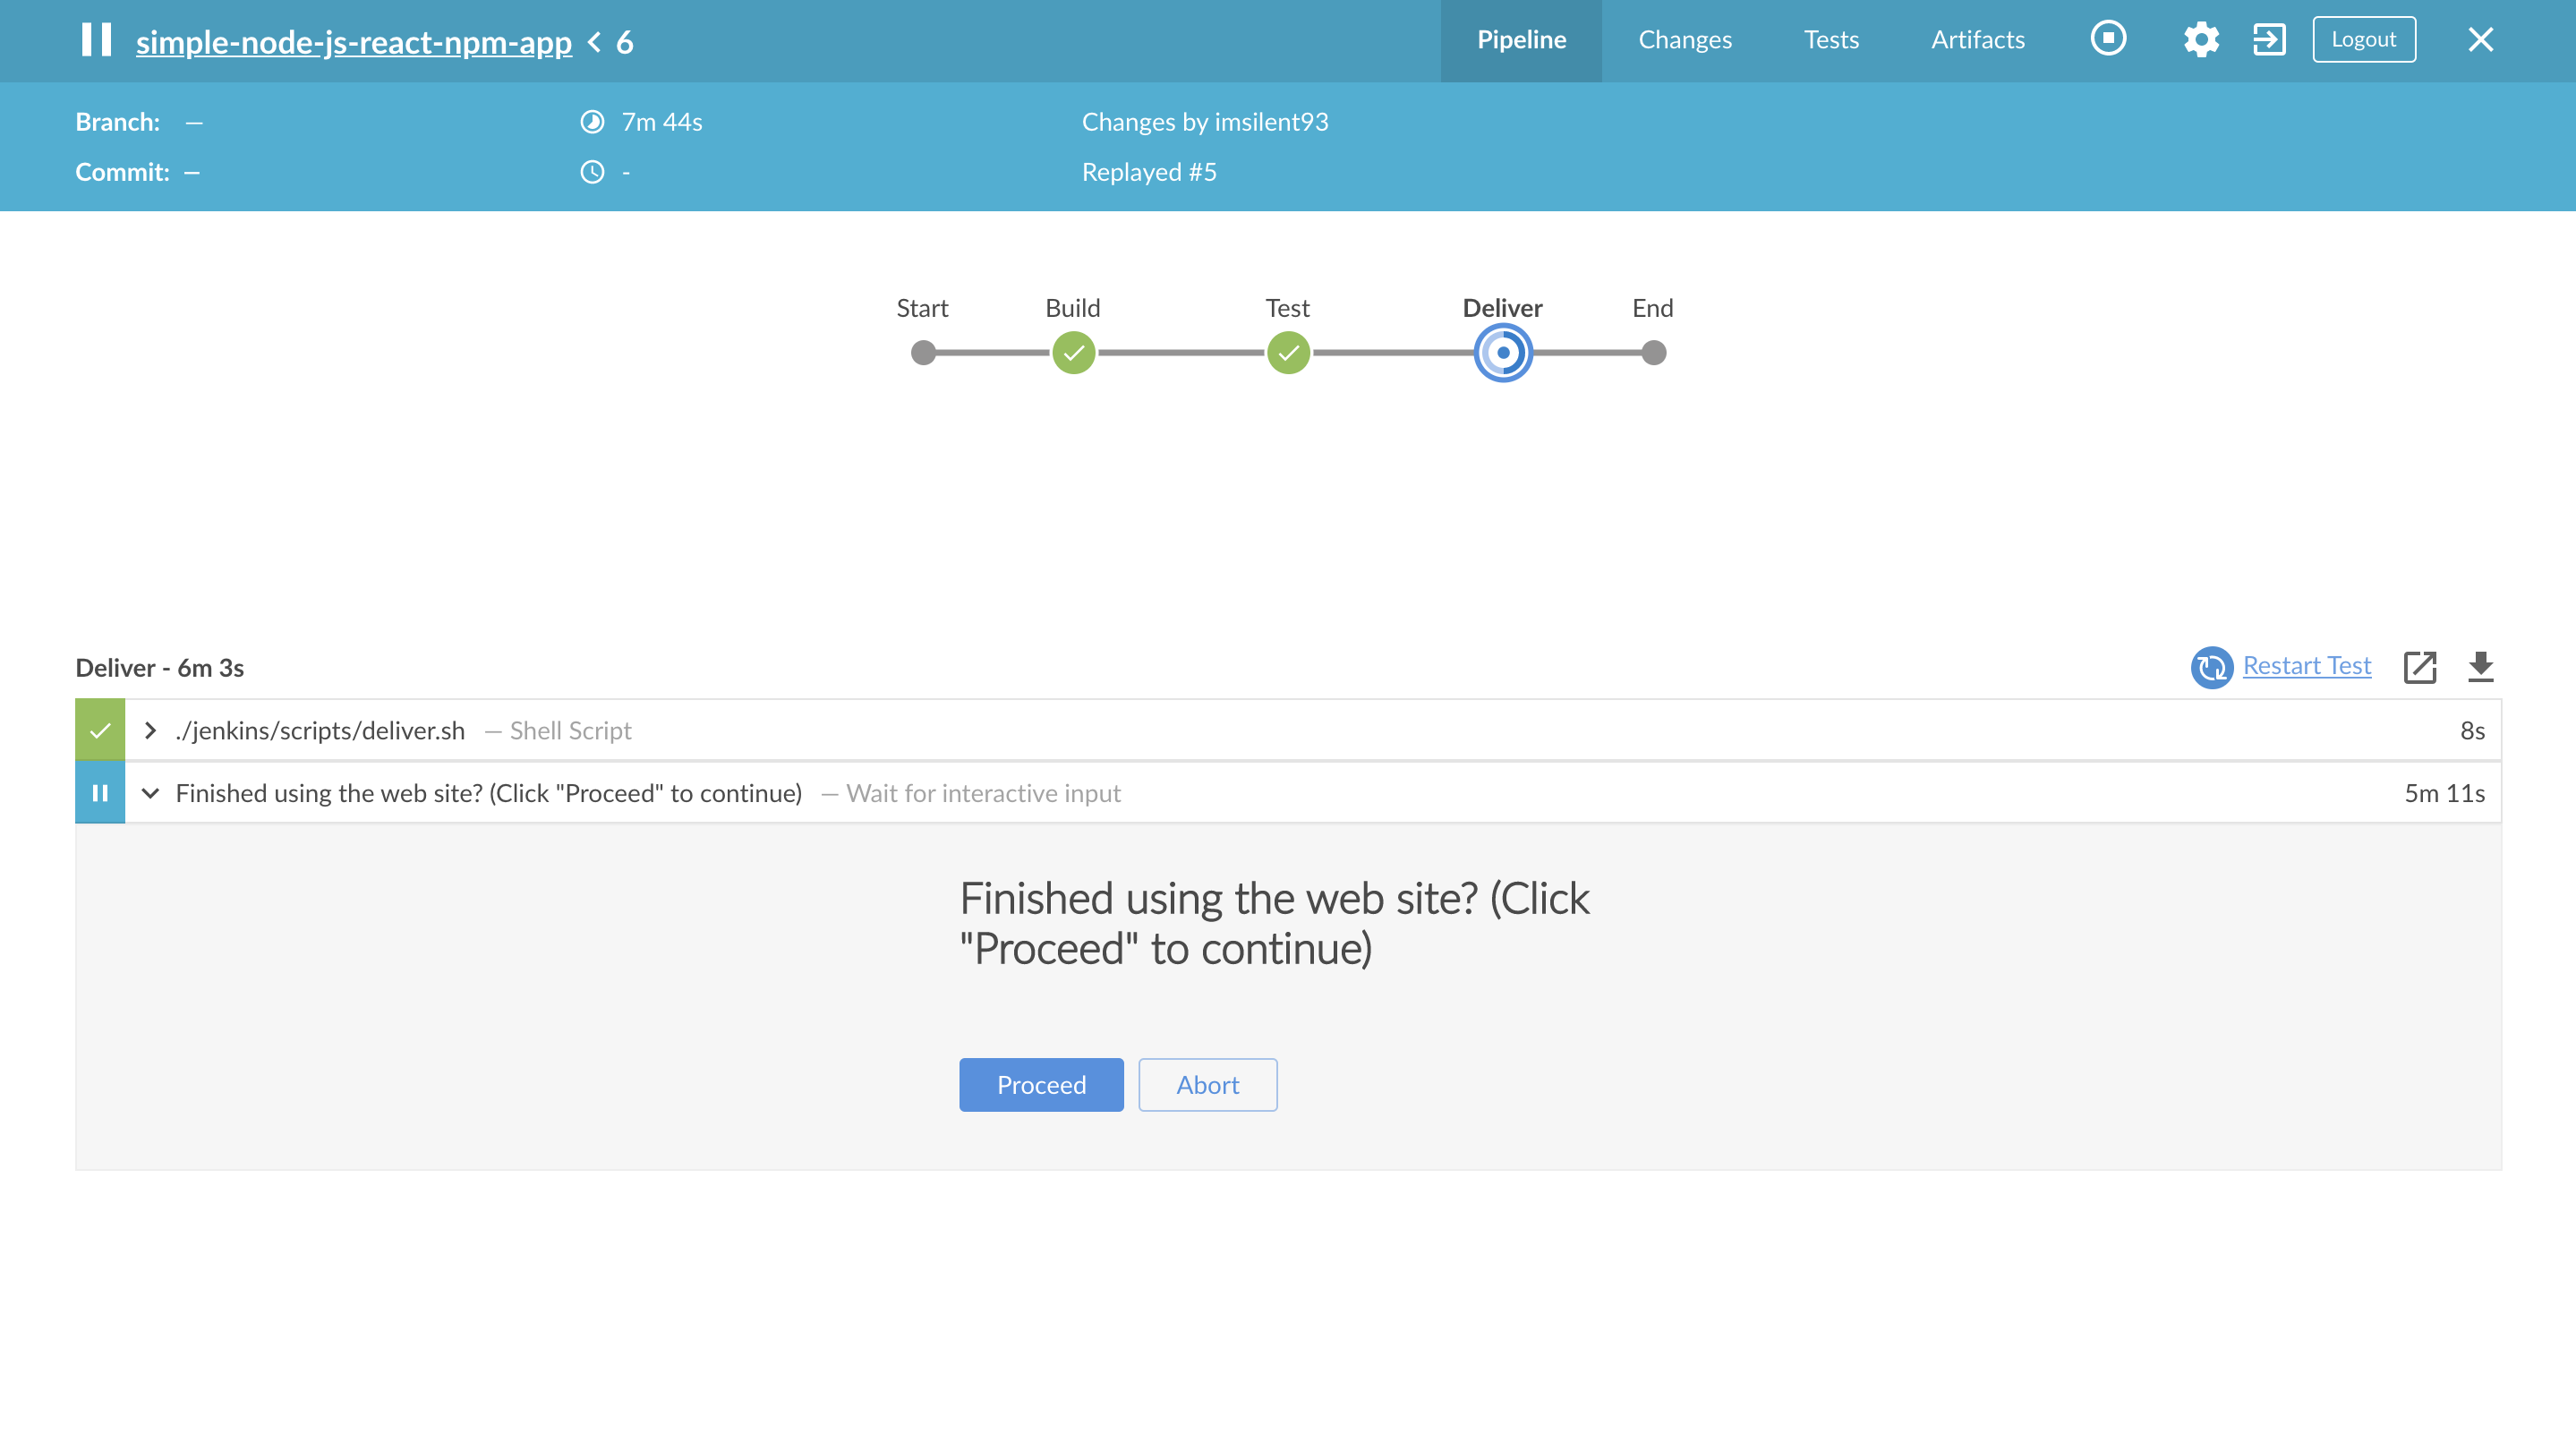 simple-node-js-react-npm-app < 6
Pipeline Changes Tests Artifacts Logout
Branch: — 7m 44s Changes by imsilent93
Commit: — - Replayed #5
Start Build Test Deliver End
Deliver - 6m 3s Restart Test
./jenkins/scripts/deliver.sh — Shell Script 8s
Finished using the web site? (Click "Proceed" to continue) — Wait for interactive input 5m 11s
Finished using the web site? (Click
"Proceed" to continue)
Proceed Abort